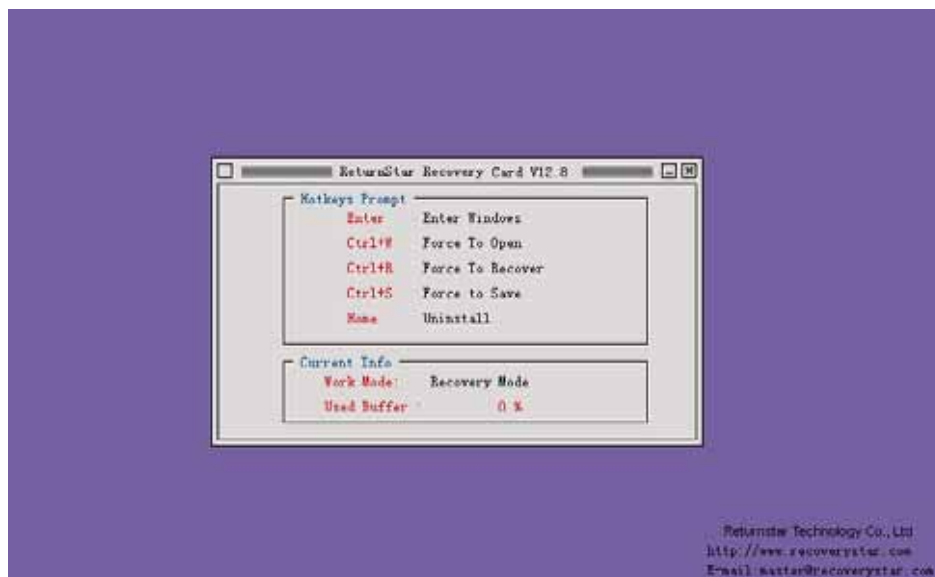 ReturnStar Recovery Card V12.8
Hotkeys Prompt
Enter Enter Windows
Ctrl+W Force To Open
Ctrl+R Force To Recover
Ctrl+S Force to Save
Home Uninstall
Current Info
Work Mode: Recovery Mode
Used Buffer : 0 %
Returnstar Technology Co., Ltd
http://www.recoverystar.com
E-mail:master@recoverystar.com